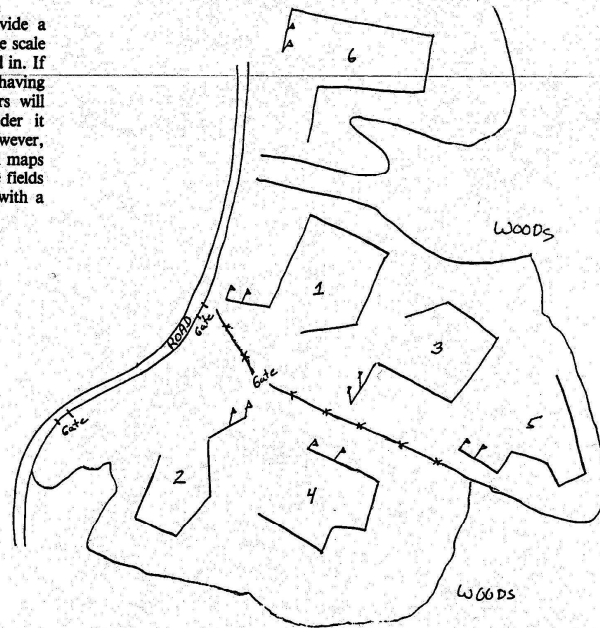 vide a
e scale
l in. If
having
rs will
der it
wever,
maps
fields
with a
6
WOODS
1
ROAD
Gate
3
Gate
5
Gate
2
4
WOODS